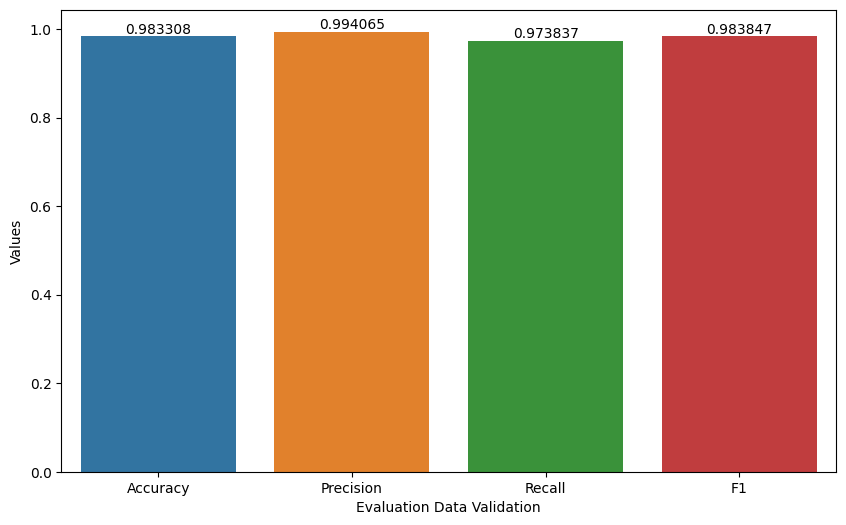 0.983308
0.994065
0.973837
0.983847
1.0
0.8
0.6
0.4
0.2
0.0
Values
Accuracy
Precision
Recall
F1
Evaluation Data Validation